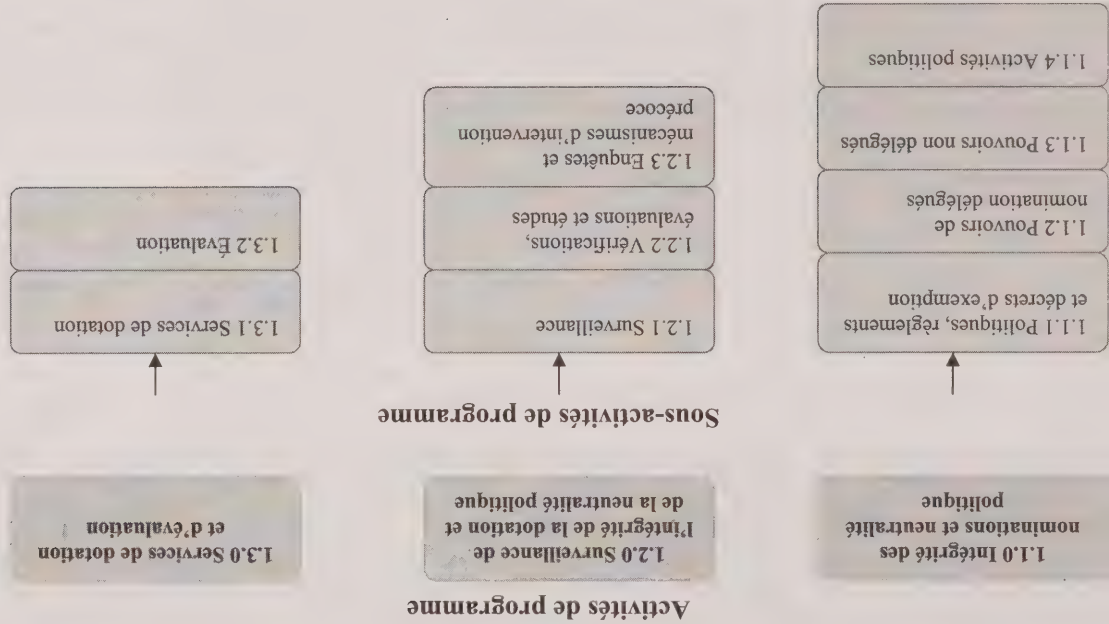 Activités de programme
1.1.0 Intégrité des
nominations et neutralité
politique
1.2.0 Surveillance de
l'intégrité de la dotation et
de la neutralité politique
1.3.0 Services de dotation
et d'évaluation
Sous-activités de programme
1.1.1 Politiques, règlements
et décrets d'exemption
1.1.2 Pouvoirs de
nomination délégués
1.1.3 Pouvoirs non délégués
1.1.4 Activités politiques
1.2.1 Surveillance
1.2.2 Vérifications,
évaluations et études
1.2.3 Enquêtes et
mécanismes d'intervention
précoce
1.3.1 Services de dotation
1.3.2 Évaluation